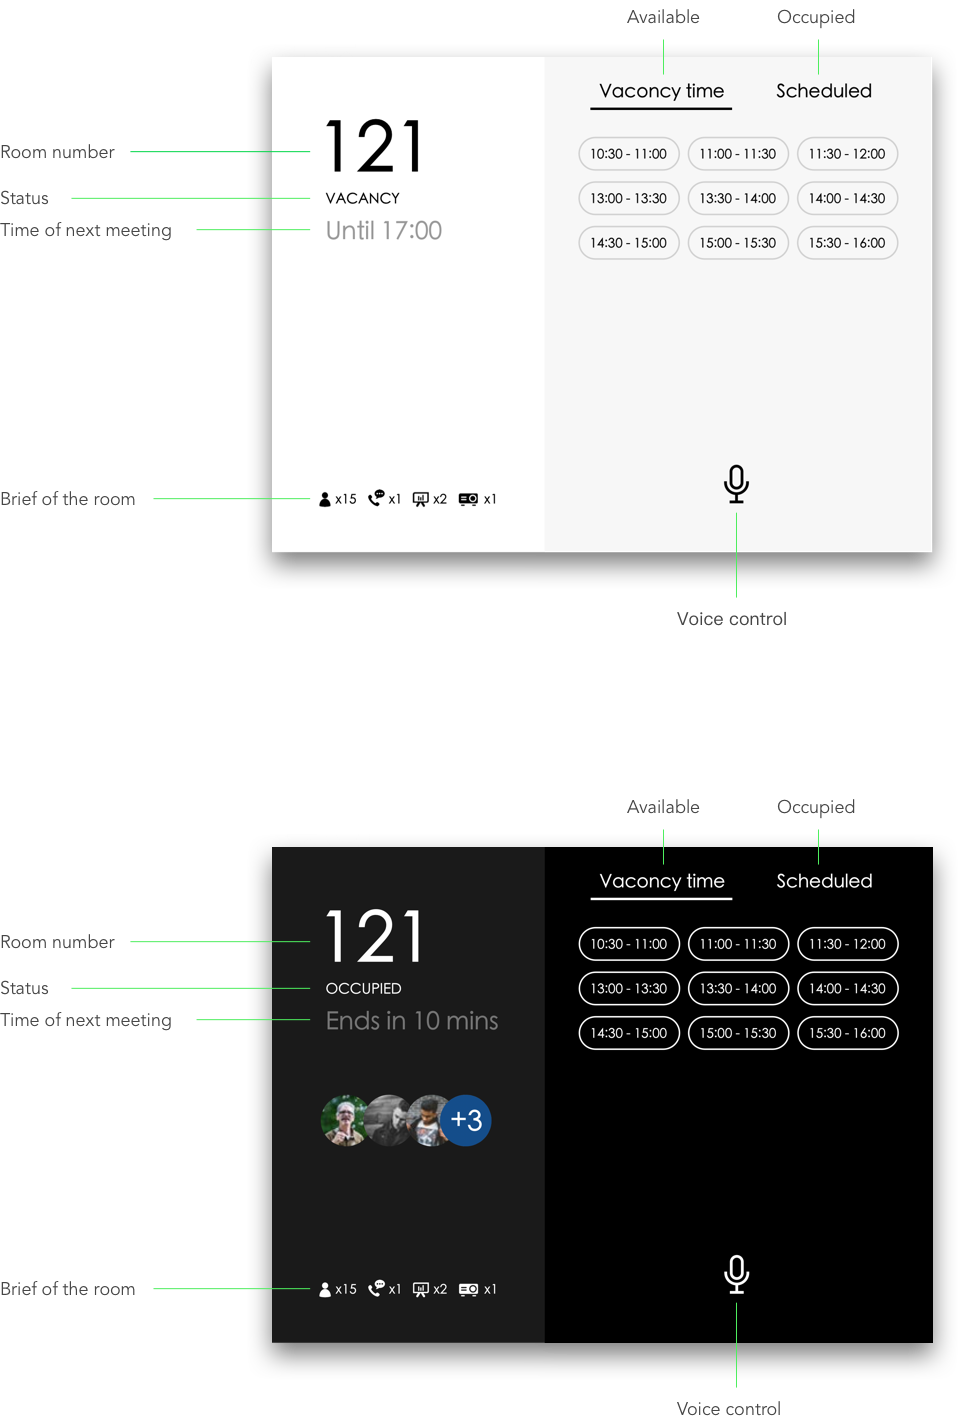 Available Occupied
Vaconcy time Scheduled
121
Room number
10:30 - 11:00 11:00 - 11:30 11:30 - 12:00
Status
VACANCY
13:00 - 13:30 13:30 - 14:00 14:00 - 14:30
Time of next meeting
Until 17:00
14:30 - 15:00 15:00 - 15:30 15:30 - 16:00
Brief of the room
x15 x1 x2 x1
Voice control
Available Occupied
Vaconcy time Scheduled
121
Room number
10:30 - 11:00 11:00 - 11:30 11:30 - 12:00
Status
OCCUPIED
13:00 - 13:30 13:30 - 14:00 14:00 - 14:30
Time of next meeting
Ends in 10 mins
14:30 - 15:00 15:00 - 15:30 15:30 - 16:00
+3
Brief of the room
x15 x1 x2 x1
Voice control